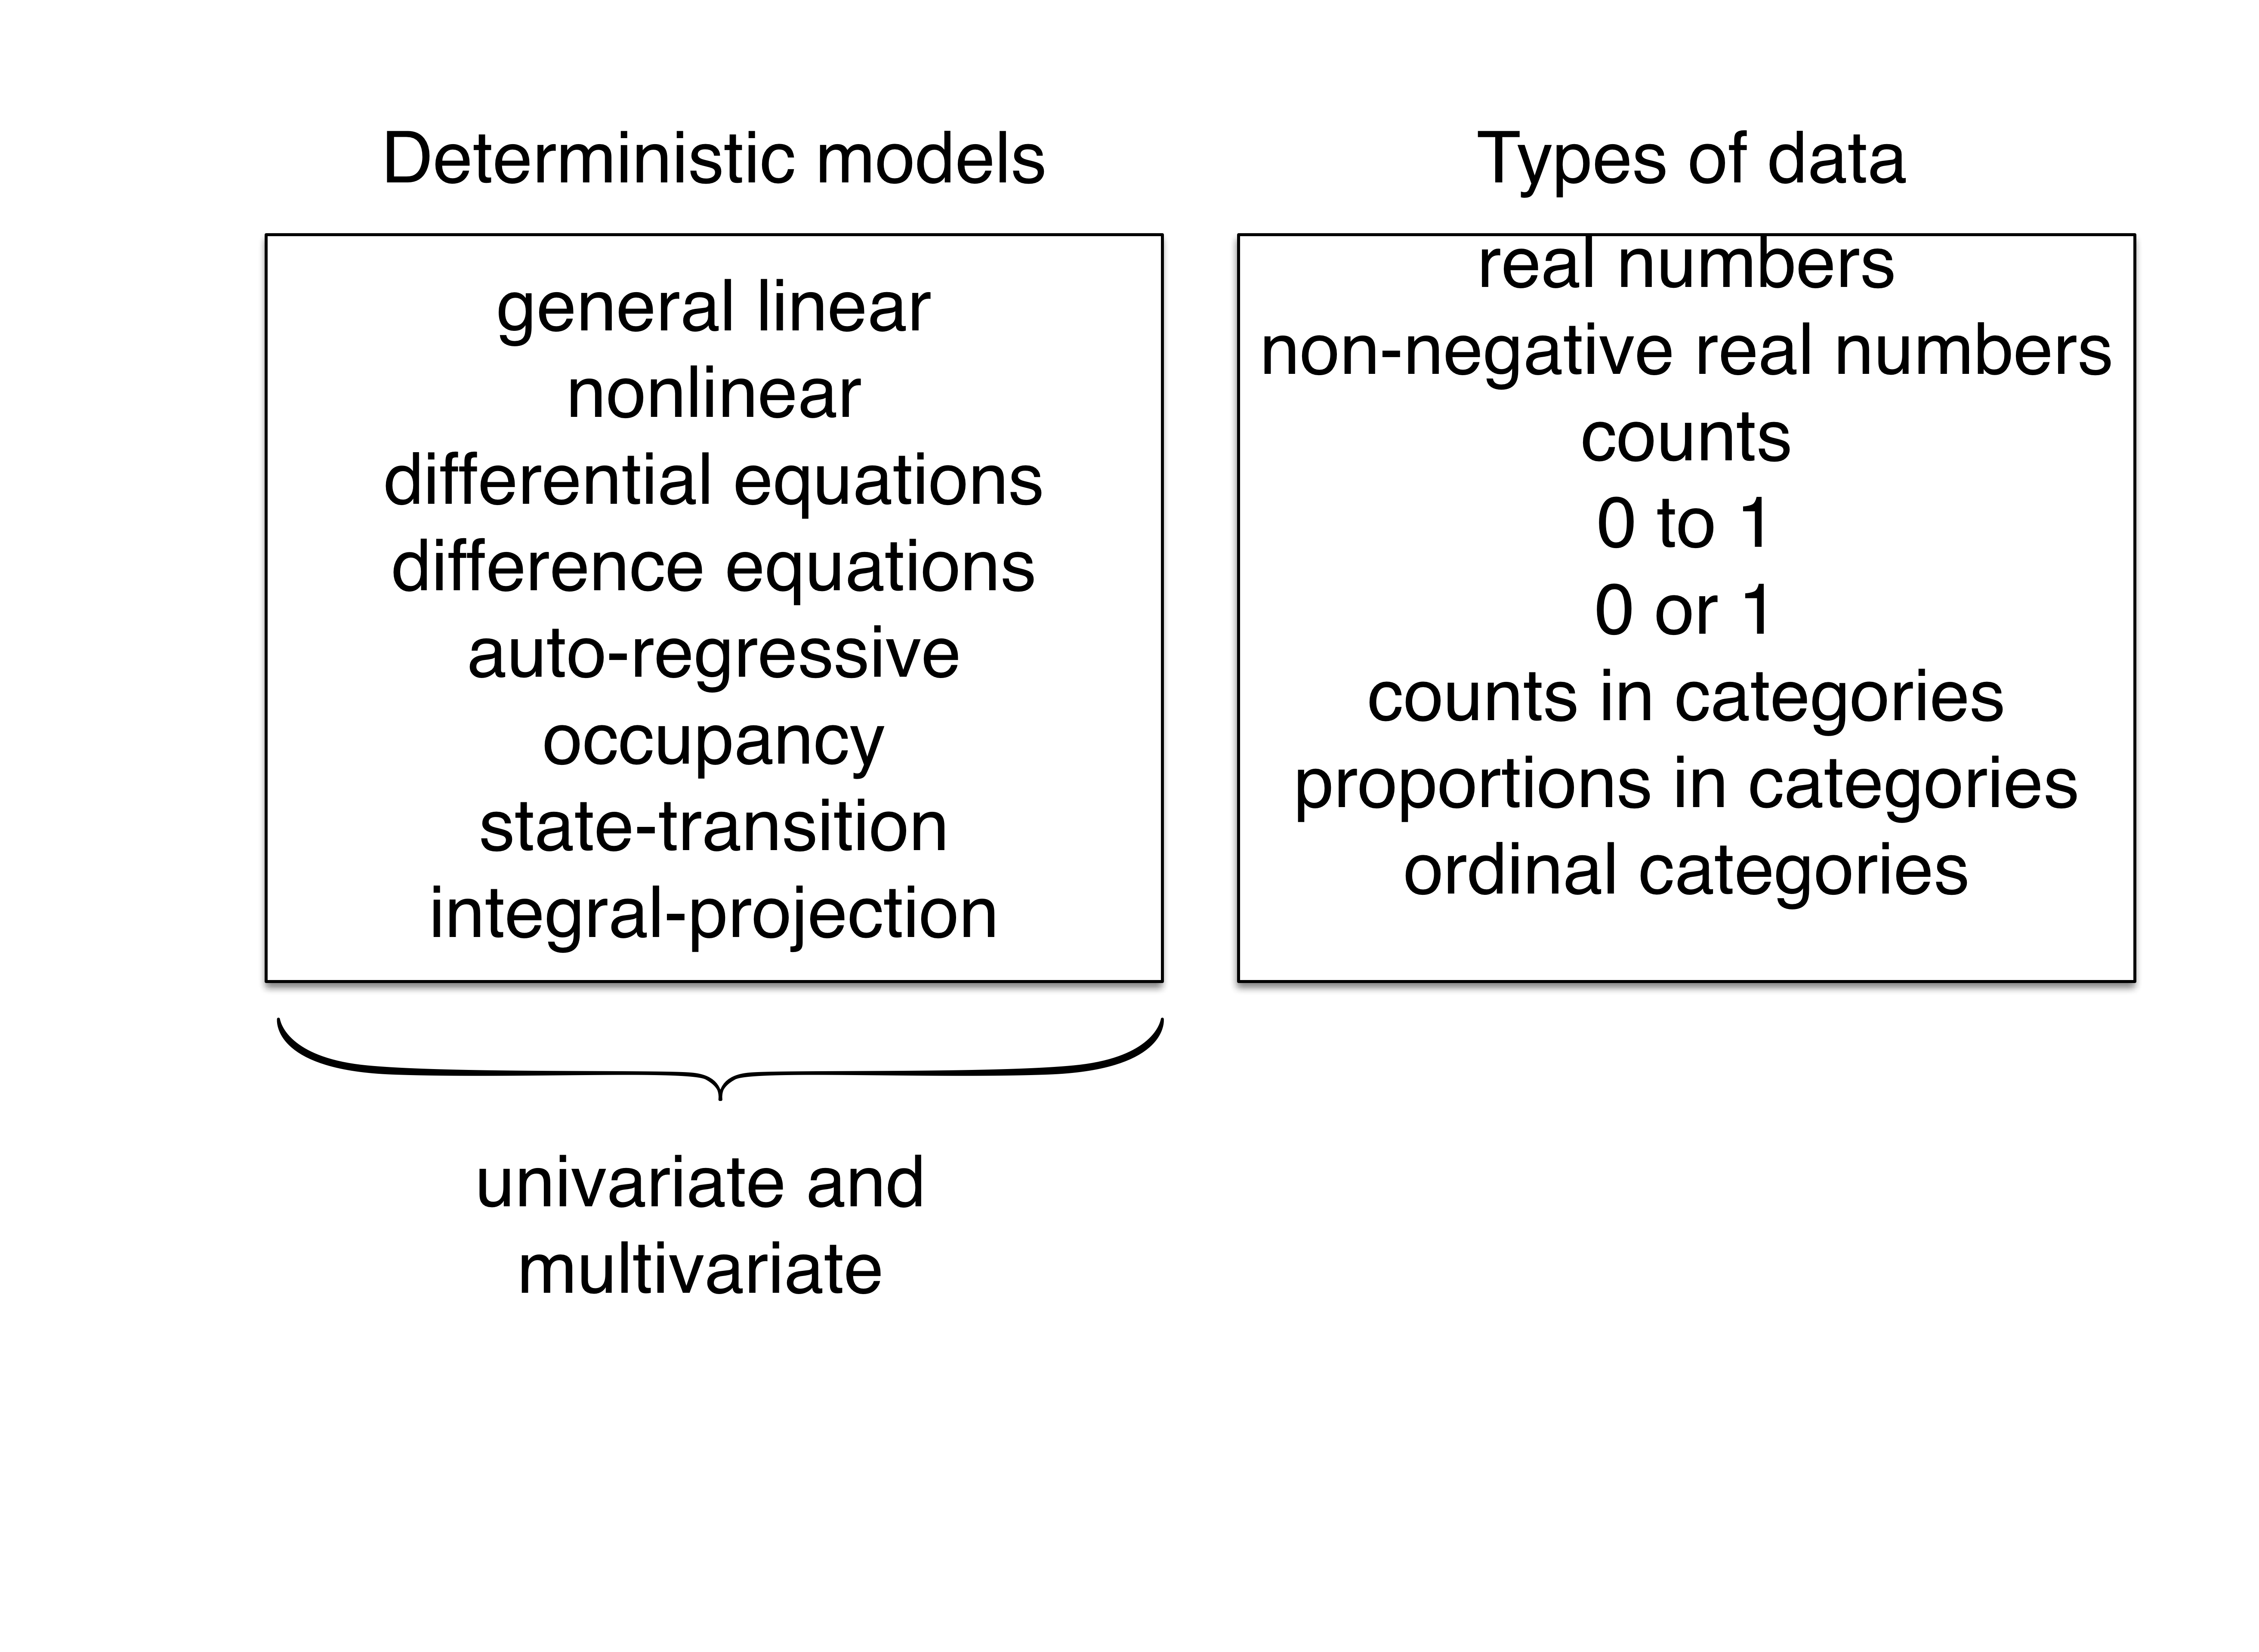 Deterministic models
general linear
nonlinear
differential equations
difference equations
auto-regressive
occupancy
state-transition
integral-projection
univariate and
multivariate
Types of data
real numbers
non-negative real numbers
counts
0 to 1
0 or 1
counts in categories
proportions in categories
ordinal categories